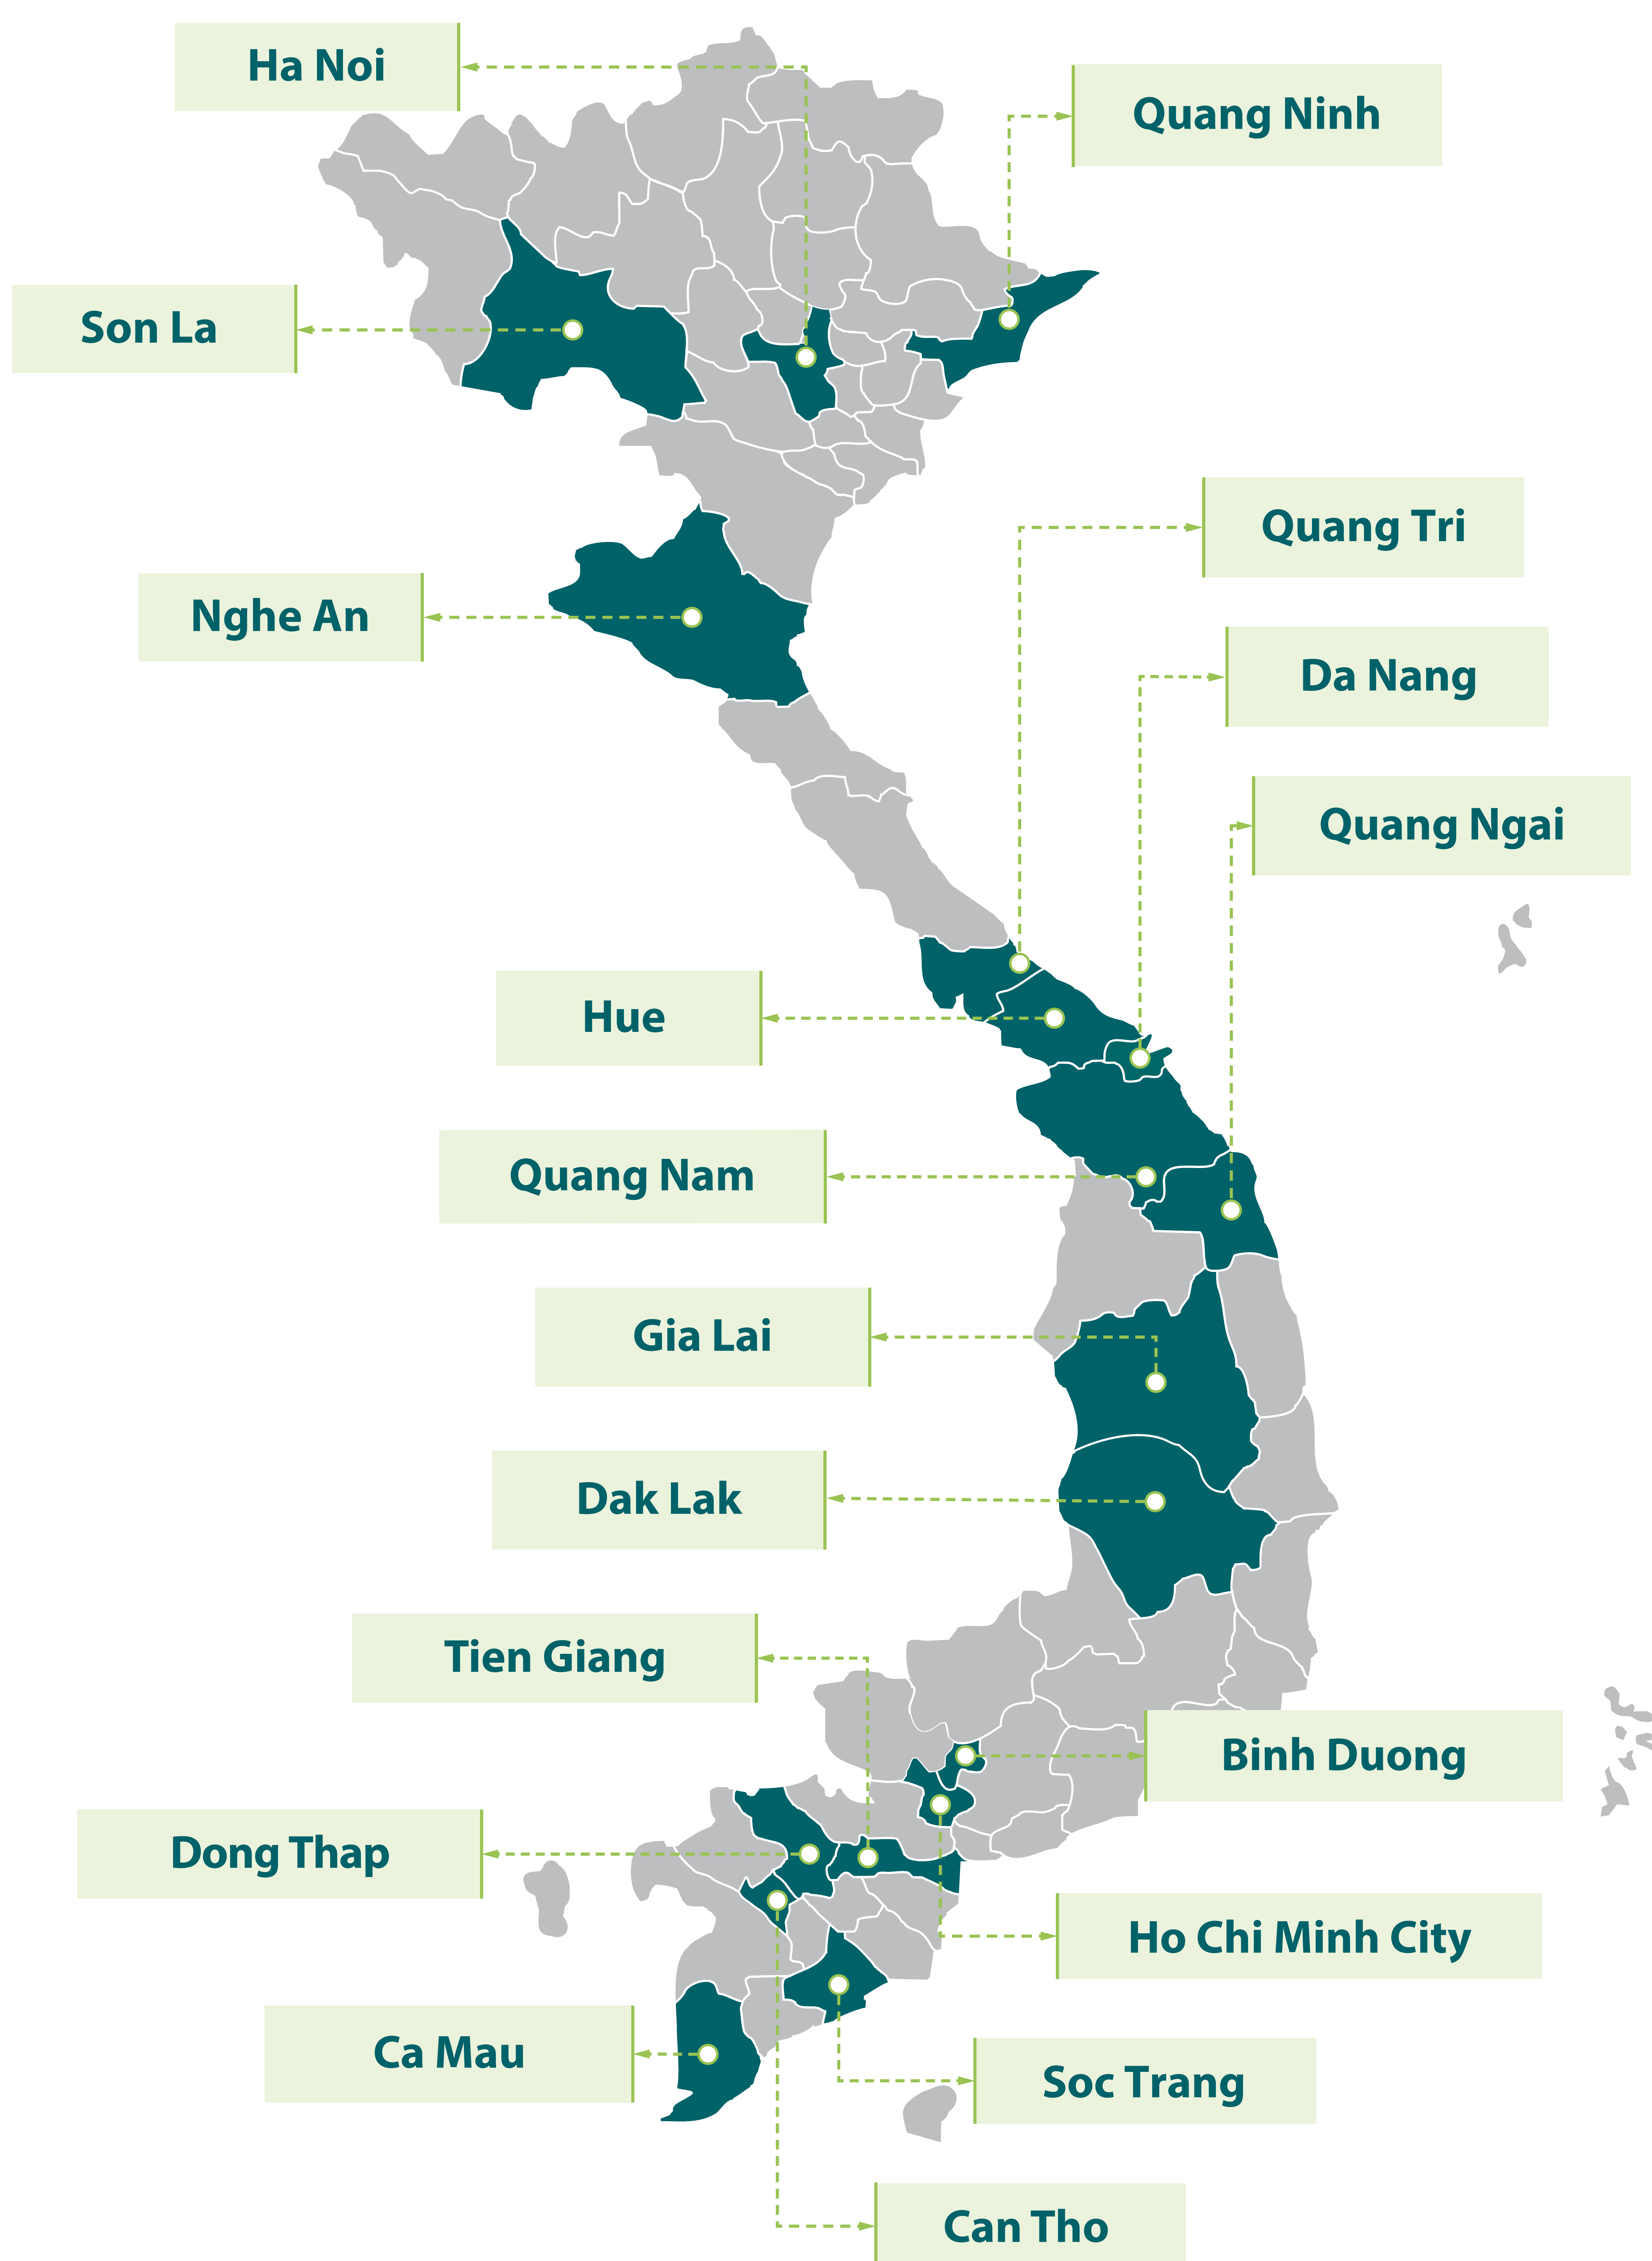 Ha Noi
Quang Ninh
Son La
Quang Tri
Nghe An
Da Nang
Quang Ngai
Hue
Quang Nam
Gia Lai
Dak Lak
Tien Giang
Binh Duong
Dong Thap
Ho Chi Minh City
Ca Mau
Soc Trang
Can Tho